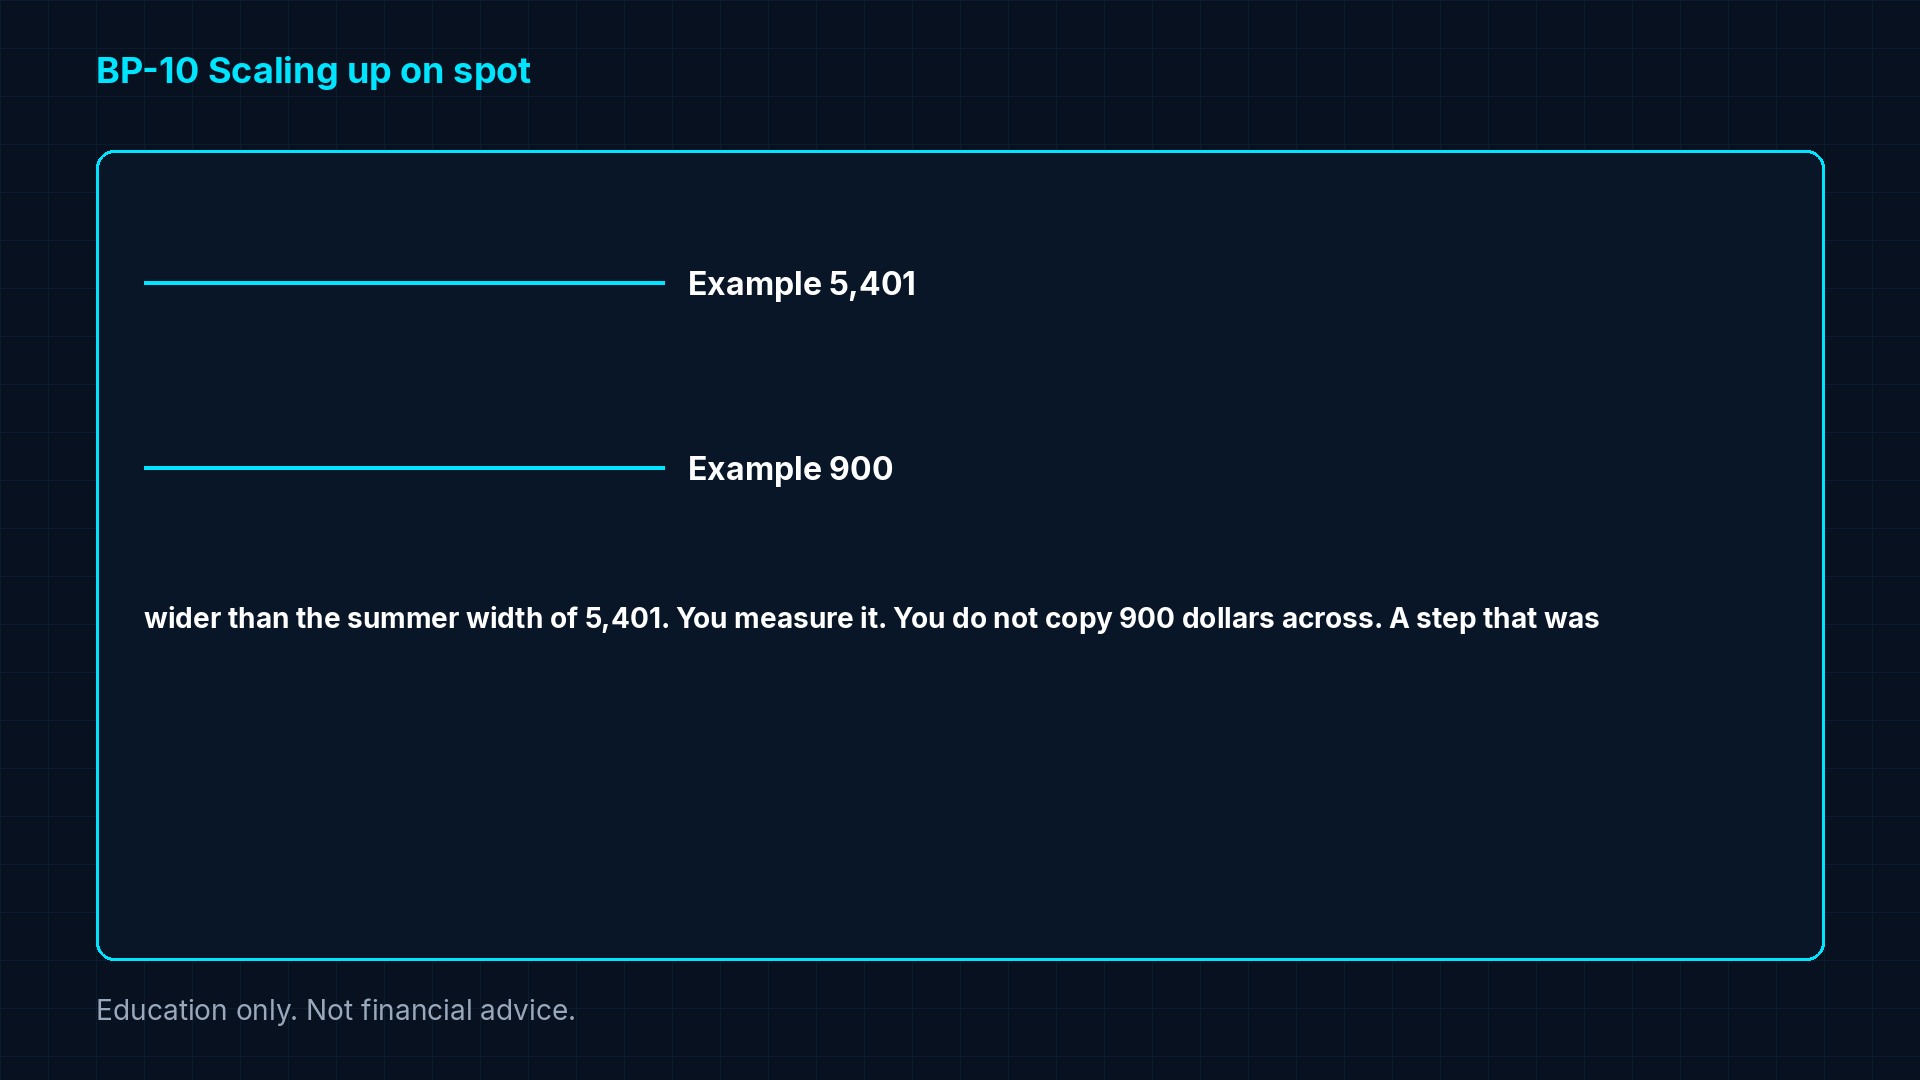 BP-10 Scaling up on spot
Example 5,401
Example 900
wider than the summer width of 5,401. You measure it. You do not copy 900 dollars across. A step that was
Education only. Not financial advice.